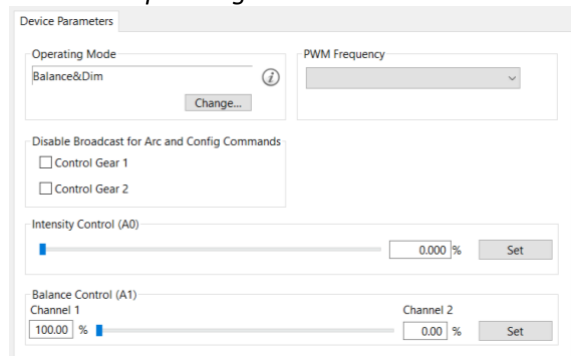 Device Parameters
Operating Mode
Balance&Dim
Change...
PWM Frequency
Disable Broadcast for Arc and Config Commands
Control Gear 1
Control Gear 2
Intensity Control (A0)
0.000 % Set
Balance Control (A1)
Channel 1 Channel 2
100.00 % 0.00 % Set